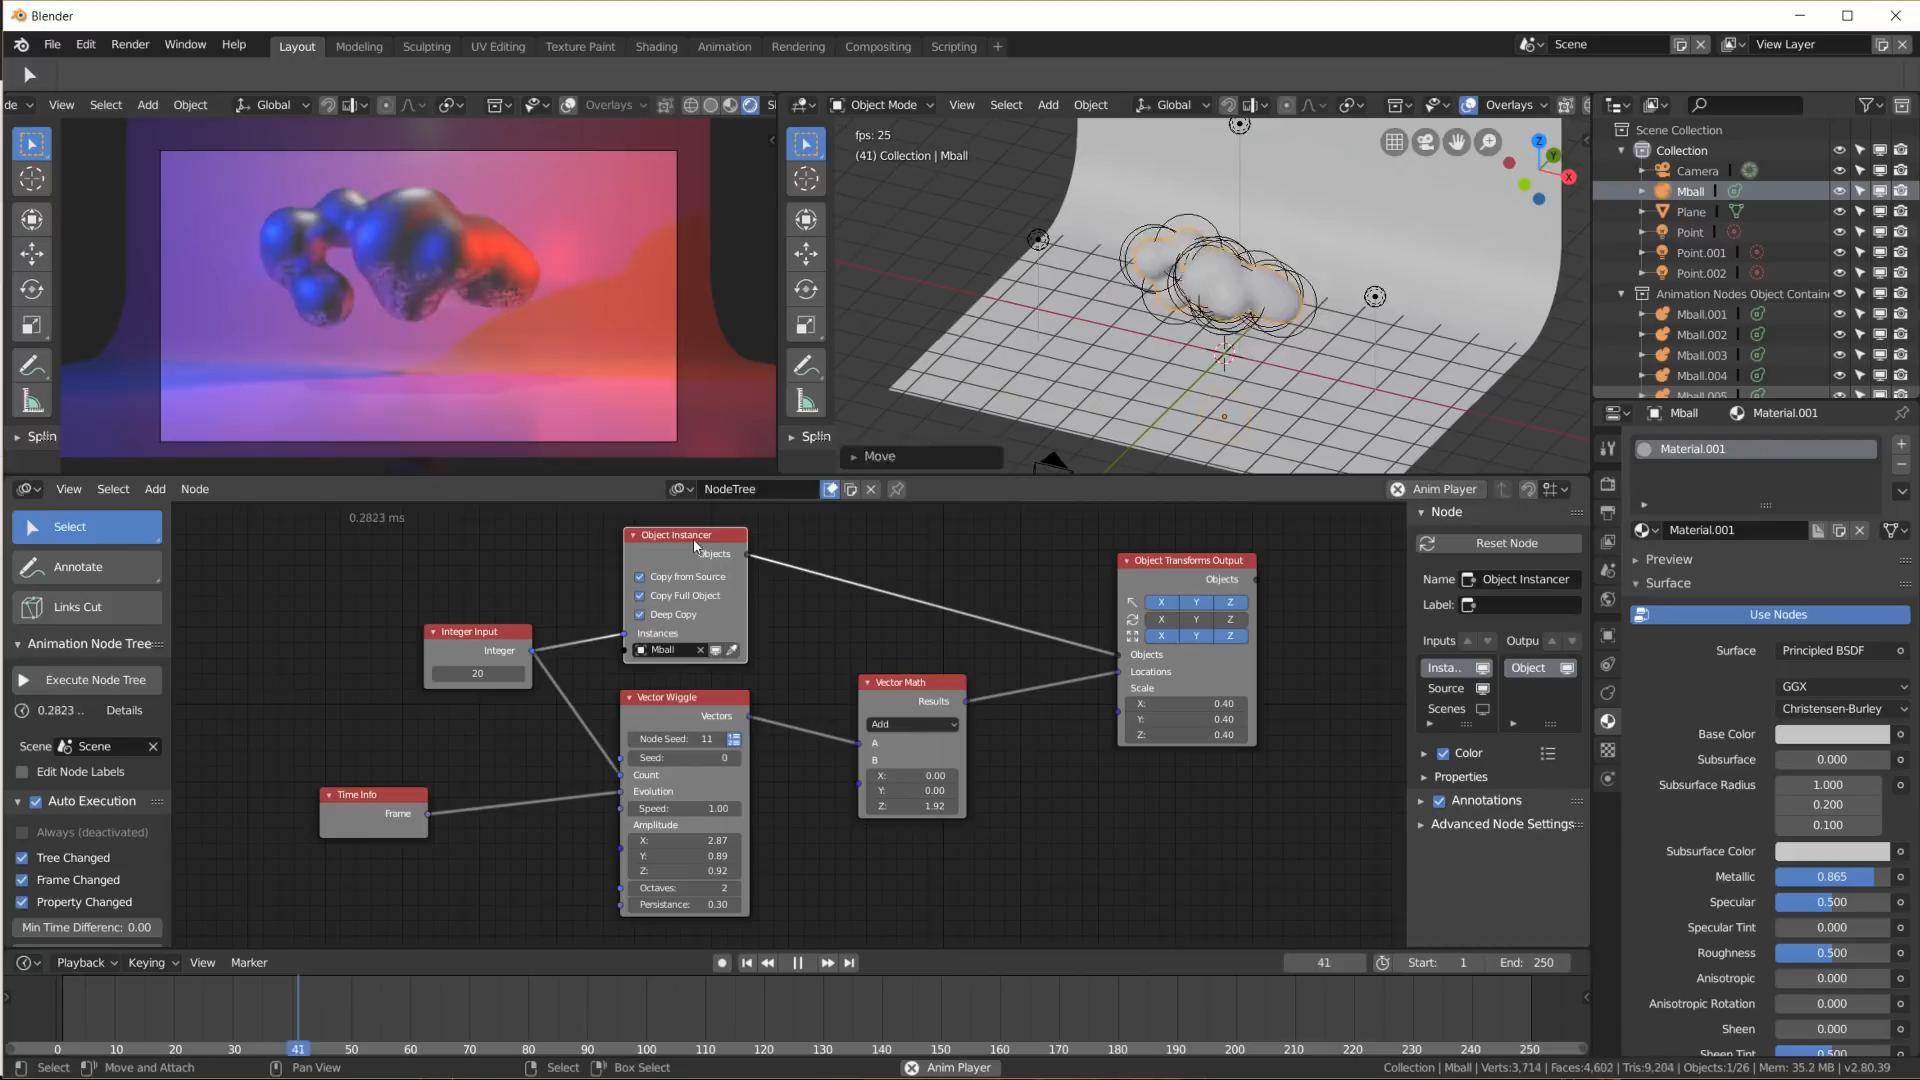 Blender
File Edit Render Window Help Layout Modeling Sculpting UV Editing Texture Paint Shading Animation Rendering Compositing Scripting + Scene View Layer
de View Select Add Object Global Overlays
Object Mode View Select Add Object Global Overlays
fps: 25
(41) Collection | Mball
Z
Y
X
Splin
Splin
Move
Scene Collection
Collection
Camera
Mball
Plane
Point
Point.001
Point.002
Animation Nodes Object Contain
Mball.001
Mball.002
Mball.003
Mball.004
Mball.005
Mball Material.001
Material.001
Material.001
Preview
Surface
Use Nodes
Surface Principled BSDF
GGX
Christensen-Burley
Base Color
Subsurface 0.000
Subsurface Radius 1.000
0.200
0.100
Subsurface Color
Metallic 0.865
Specular 0.500
Specular Tint 0.000
Roughness 0.500
Anisotropic 0.000
Anisotropic Rotation 0.000
Sheen 0.000
Sheen Tint 0.500
View Select Add Node NodeTree Anim Player
Select
Annotate
Links Cut
Animation Node Tree
Execute Node Tree
0.2823 .. Details
Scene Scene
Edit Node Labels
Auto Execution
Always (deactivated)
Tree Changed
Frame Changed
Property Changed
Min Time Differenc: 0.00
0.2823 ms
Object Instancer
Objects
Copy from Source
Copy Full Object
Deep Copy
Instances
Mball
Integer Input
Integer
20
Time Info
Frame
Vector Wiggle
Vectors
Node Seed: 11
Seed: 0
Count
Evolution
Speed: 1.00
Amplitude
X: 2.87
Y: 0.89
Z: 0.92
Octaves: 2
Persistance: 0.30
Vector Math
Results
Add
A
B
X: 0.00
Y: 0.00
Z: 1.92
Object Transforms Output
Objects
X Y Z
X Y Z
X Y Z
Objects
Locations
Scale
X: 0.40
Y: 0.40
Z: 0.40
Node
Reset Node
Name Object Instancer
Label:
Inputs Outpu
Insta.. Object
Source
Scenes
Color
Properties
Annotations
Advanced Node Settings
Playback Keying View Marker 41 Start: 1 End: 250
0 10 20 30 41 50 60 70 80 90 100 110 120 130 140 150 160 170 180 190 200 210 220 230 240 250
Select Move and Attach Pan View Select Box Select Anim Player Collection | Mball | Verts:3,714 | Faces:4,602 | Tris:9,204 | Objects:1/26 | Mem: 35.2 MB | v2.80.39